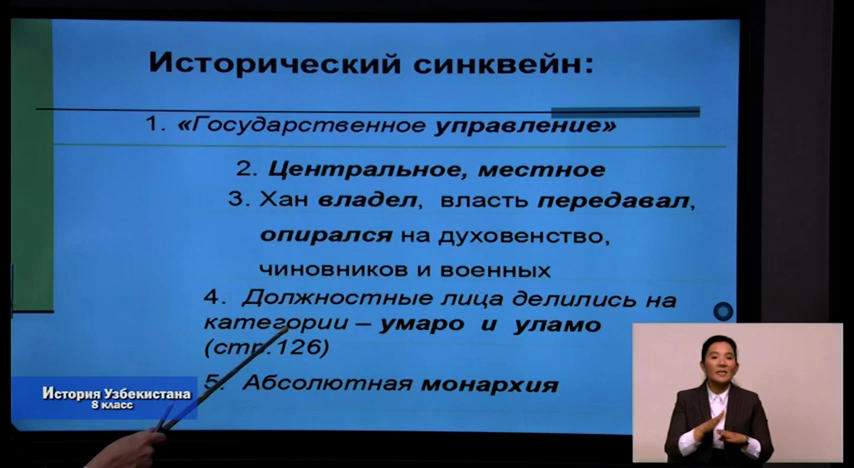 Исторический синквейн:
1. «Государственное управление»
2. Центральное, местное
3. Хан владел, власть передавал,
опирался на духовенство,
чиновников и военных
4. Должностные лица делились на
категории – умаро и уламо
(стр.126)
5. Абсолютная монархия
История Узбекистана
8 класс